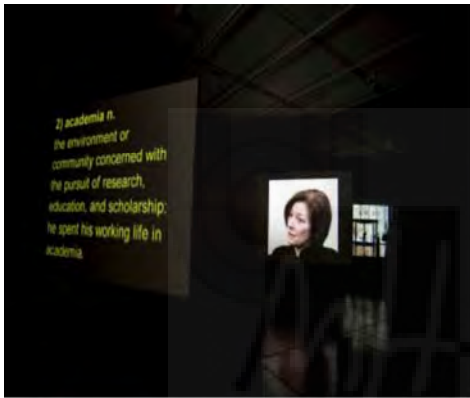 2) academia n.
the environment or
community concerned with
the pursuit of research,
education, and scholarship:
he spent his working life in
academia.